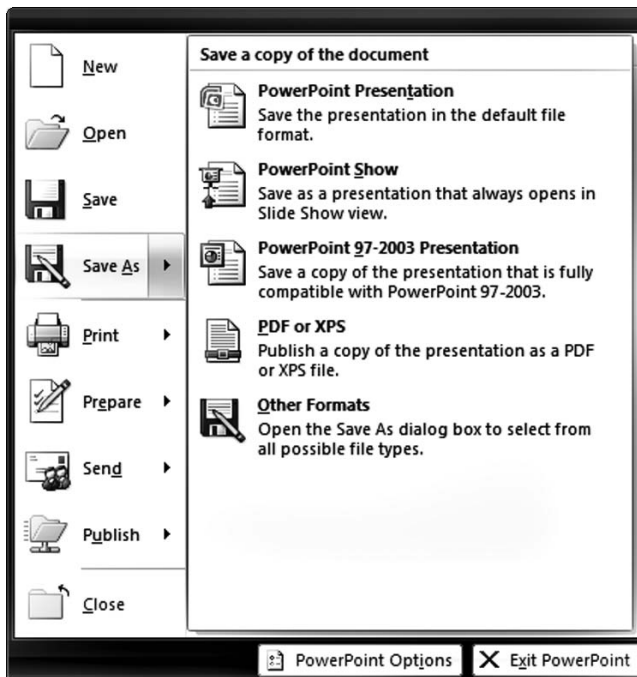 New
Open
Save
Save As
Print
Prepare
Send
Publish
Close
Save a copy of the document
PowerPoint Presentation
Save the presentation in the default file
format.
PowerPoint Show
Save as a presentation that always opens in
Slide Show view.
PowerPoint 97-2003 Presentation
Save a copy of the presentation that is fully
compatible with PowerPoint 97-2003.
PDF or XPS
Publish a copy of the presentation as a PDF
or XPS file.
Other Formats
Open the Save As dialog box to select from
all possible file types.
PowerPoint Options
Exit PowerPoint